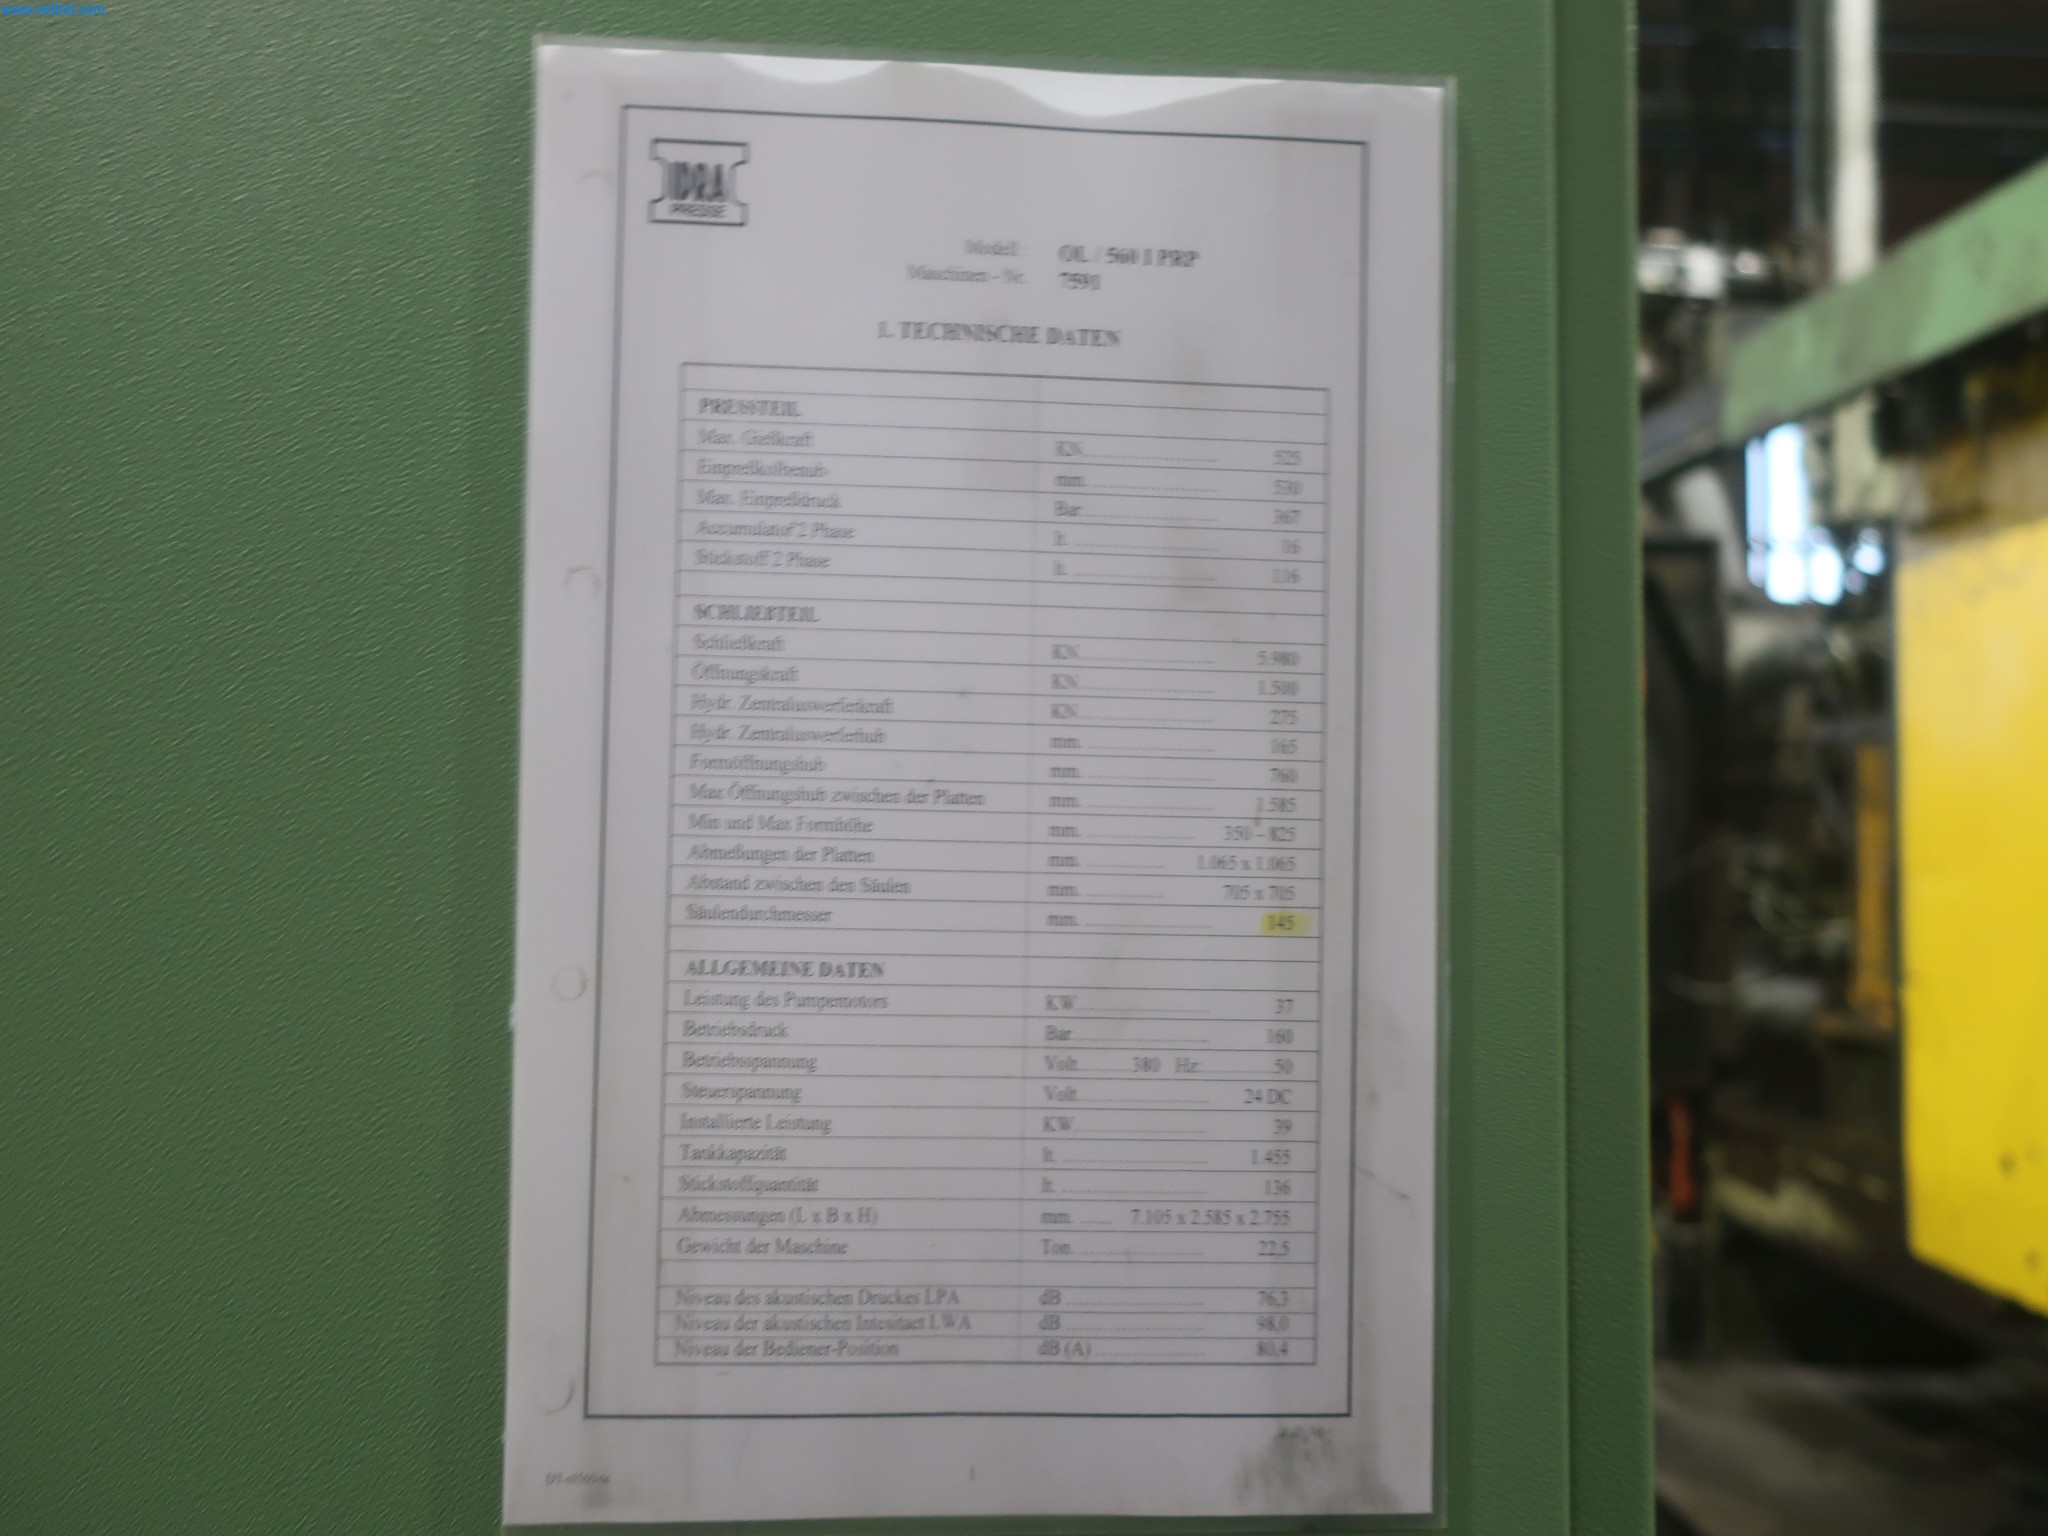 IDRA
PRESSE
Modell : OL / 560 I PRP
Maschinen - Nr. 7591
1. TECHNISCHE DATEN
PRESSTEIL
Max. Gießkraft KN 525
Einpreßkolbenhub mm. 530
Max. Einpreßdruck Bar 367
Accumulator 2 Phase lt. 16
Stickstoff 2 Phase lt.
SCHLIEßTEIL
Schließkraft KN 5.980
Öffnungskraft KN 1.500
Hydr. Zentralauswerferkraft KN 275
Hydr. Zentralauswerferhub mm. 165
Formöffnungshub mm. 760
Max Öffnungshub zwischen der Platten mm. 1.585
Min und Max Formhöhe mm. 350 - 825
Abmeßungen der Platten mm. 1.065 x 1.065
Abstand zwischen den Säulen mm. 705 x 705
Säulendurchmesser mm. 145
ALLGEMEINE DATEN
Leistung des Pumpemotors KW 37
Betriebsdruck Bar 160
Betriebsspannung Volt 380 Hz 50
Steuerspannung Volt 24 DC
Installierte Leistung KW 39
Tankkapazität lt. 1.455
Stickstoffquantität lt. 136
Abmessungen (L x B x H) mm. 7.105 x 2.585 x 2.755
Gewicht der Maschine Ton 22,5
Niveau des akustischen Druckes LPA dB 76,3
Niveau der akustischen Intesitaet LWA dB 98,0
Niveau der Bediener-Position dB (A) 80,4
1